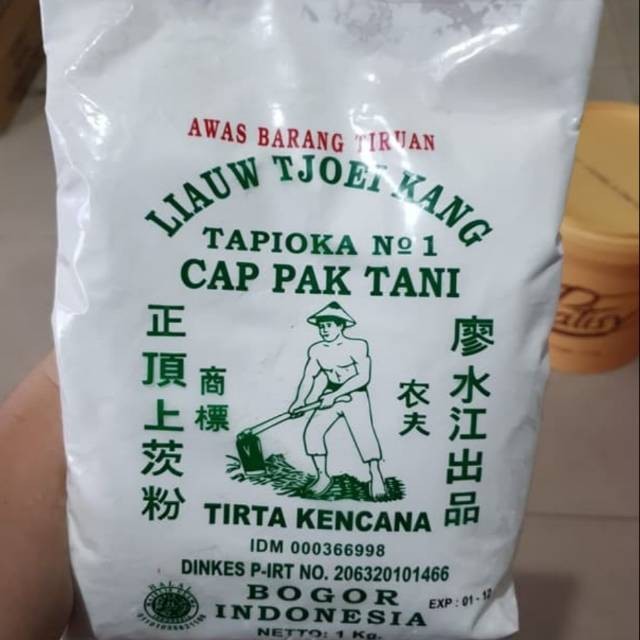 AWAS BARANG TIRUAN
LIAUW TJOEI KANG
TAPIOKA No 1
CAP PAK TANI
正頂上茨粉
商標
农夫
廖水江出品
TIRTA KENCANA
IDM 000366998
DINKES P-IRT NO. 206320101466
BOGOR
INDONESIA
EXP : 01 - 12
NETTO: 1 Kg.